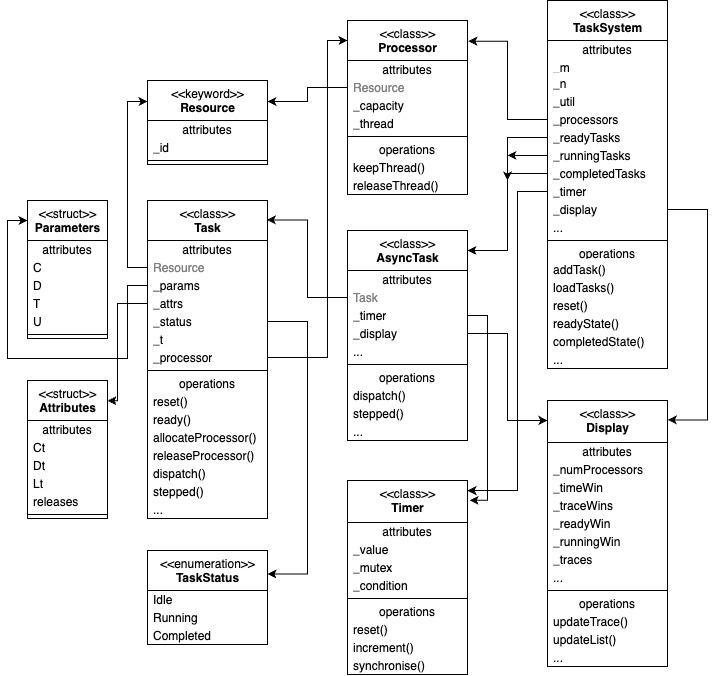 <<class>>
TaskSystem
attributes
_m
_n
_util
_processors
_readyTasks
_runningTasks
_completedTasks
_timer
_display
...
operations
addTask()
loadTasks()
reset()
readyState()
completedState()
...
<<class>>
Processor
attributes
Resource
_capacity
_thread
operations
keepThread()
releaseThread()
<<keyword>>
Resource
attributes
_id
<<struct>>
Parameters
attributes
C
D
T
U
<<class>>
Task
attributes
Resource
_params
_attrs
_status
_t
_processor
operations
reset()
ready()
allocateProcessor()
releaseProcessor()
dispatch()
stepped()
...
<<class>>
AsyncTask
attributes
Task
_timer
_display
...
operations
dispatch()
stepped()
...
<<struct>>
Attributes
attributes
Ct
Dt
Lt
releases
<<class>>
Display
attributes
_numProcessors
_timeWin
_traceWins
_readyWin
_runningWin
_traces
...
operations
updateTrace()
updateList()
...
<<class>>
Timer
attributes
_value
_mutex
_condition
operations
reset()
increment()
synchronise()
<<enumeration>>
TaskStatus
Idle
Running
Completed